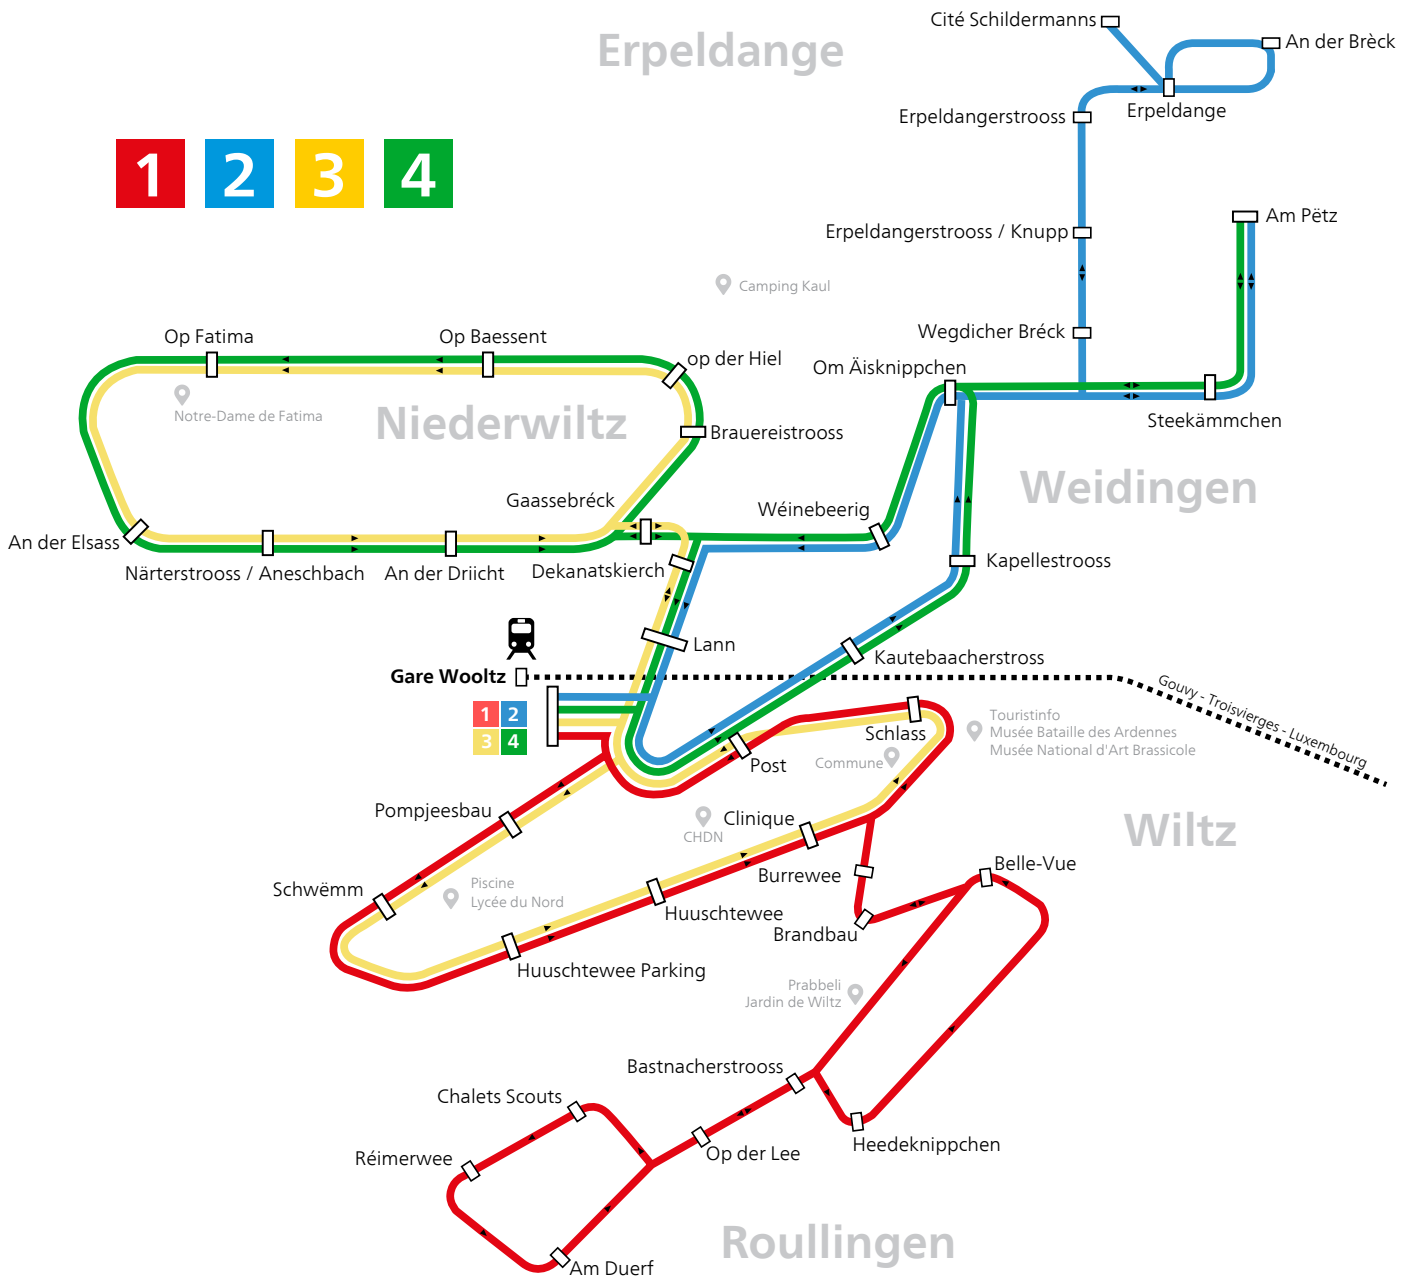 Cité Schildermanns
An der Brèck
Erpeldange
Erpeldange
Erpeldangerstrooss
1 2 3 4
Am Pëtz
Erpeldangerstrooss / Knupp
Camping Kaul
Wegdicher Bréck
Op Fatima
Op Baessent
op der Hiel
Om Äisknippchen
Notre-Dame de Fatima
Niederwiltz
Brauereistrooss
Steekämmchen
Weidingen
Gaassebréck
Wéinebeerig
An der Elsass
Närterstrooss / Aneschbach
An der Driicht
Dekanatskierch
Kapellestrooss
Lann
Kautebaacherstross
Gare Wooltz
Gouvy - Troisvierges - Luxembourg
1 2
3 4
Schlass
Touristinfo
Musée Bataille des Ardennes
Musée National d'Art Brassicole
Post
Commune
Pompjeesbau
Clinique
CHDN
Wiltz
Schwëmm
Piscine
Lycée du Nord
Burrewee
Belle-Vue
Huuschtewee
Brandbau
Huuschtewee Parking
Prabbeli
Jardin de Wiltz
Bastnacherstrooss
Chalets Scouts
Réimerwee
Op der Lee
Heedeknippchen
Roullingen
Am Duerf